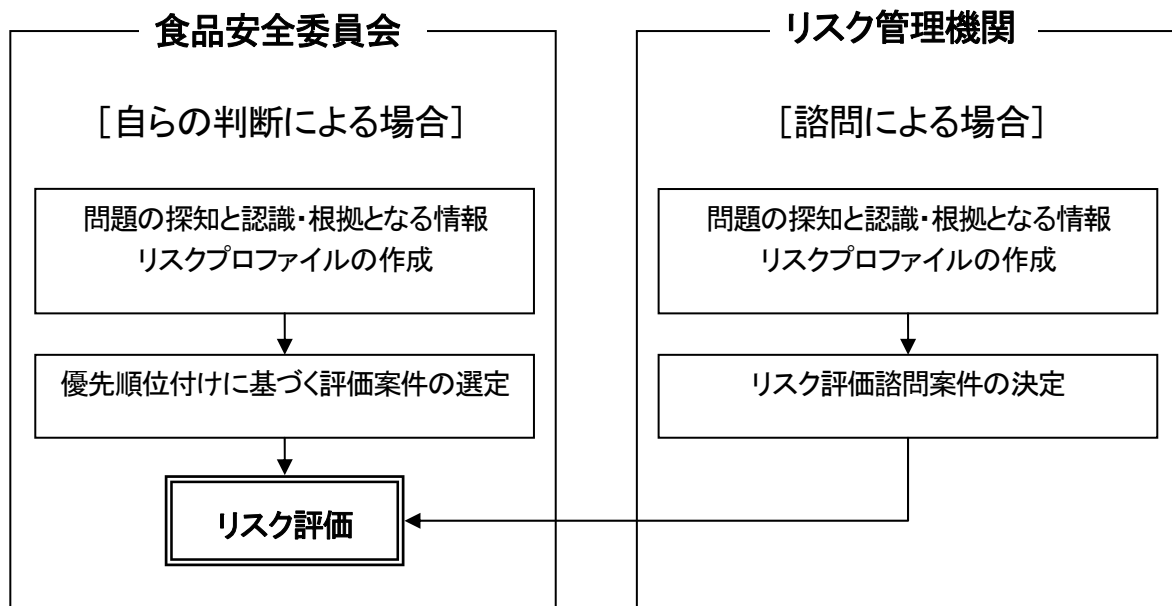 食品安全委員会
[自らの判断による場合]
問題の探知と認識・根拠となる情報
リスクプロファイルの作成
優先順位付けに基づく評価案件の選定
リスク評価
リスク管理機関
[諮問による場合]
問題の探知と認識・根拠となる情報
リスクプロファイルの作成
リスク評価諮問案件の決定